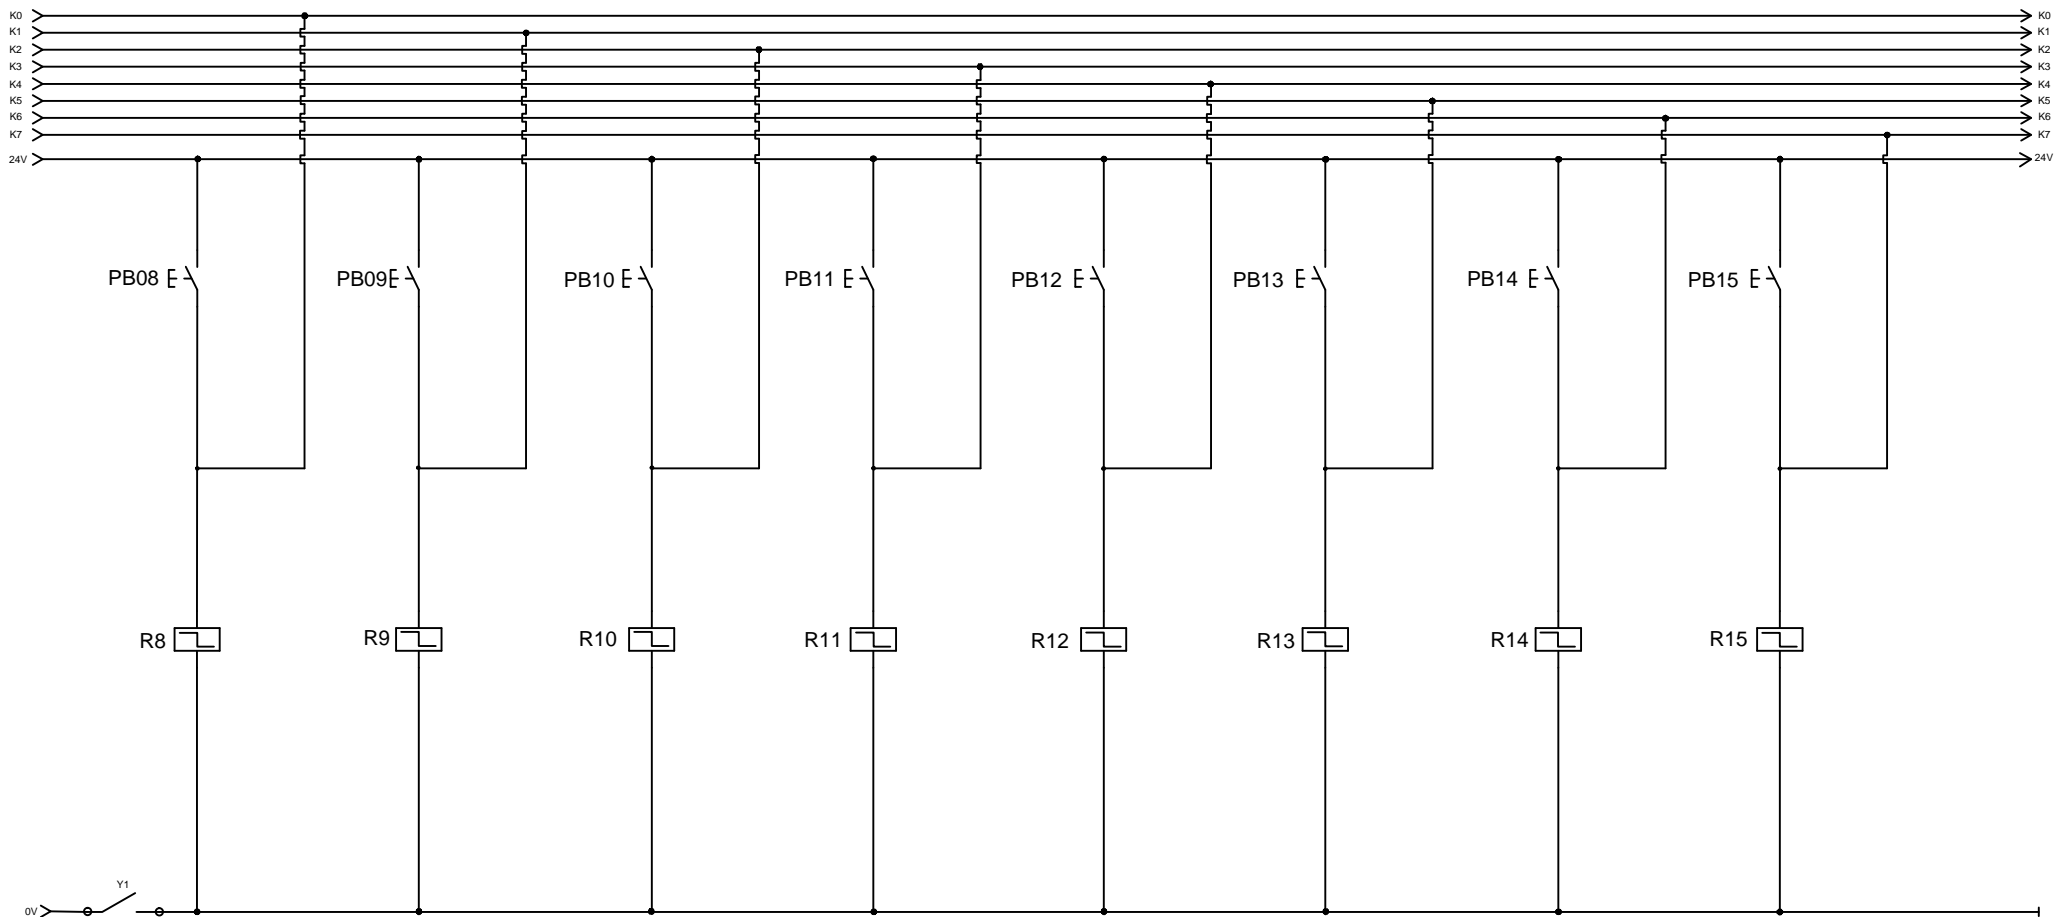 K0 K0
K1 K1
K2 K2
K3 K3
K4 K4
K5 K5
K6 K6
K7 K7
24V 24V
PB08 PB09 PB10 PB11 PB12 PB13 PB14 PB15
R8 R9 R10 R11 R12 R13 R14 R15
Y1
0V